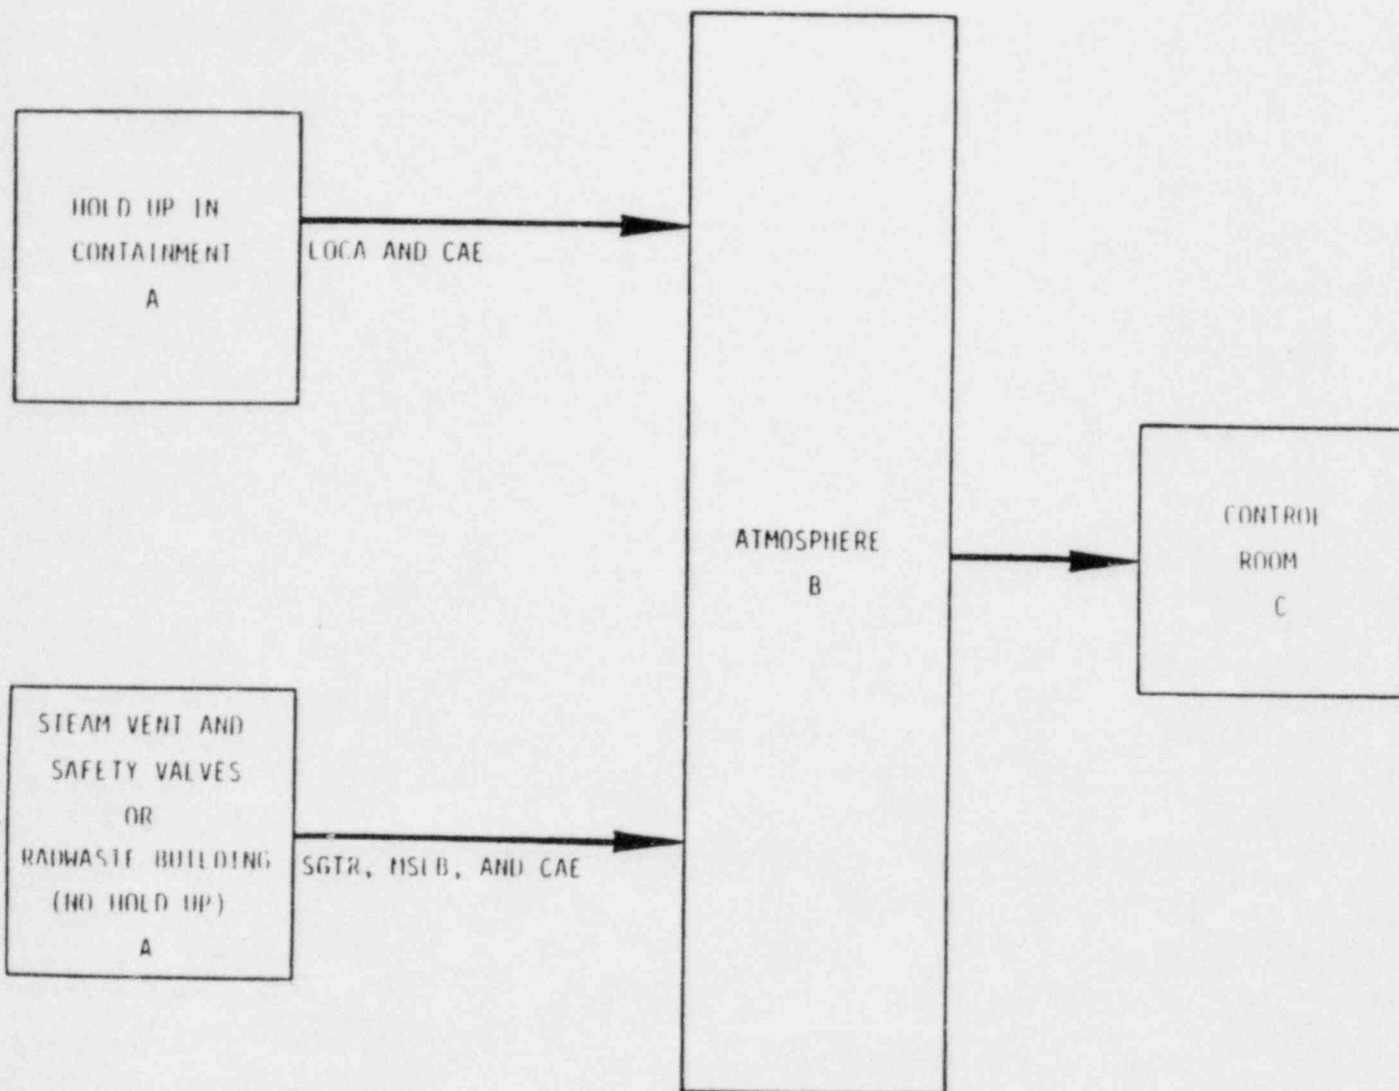 HOLD UP IN
CONTAINMENT
A
LOCA AND CAE
ATMOSPHERE
B
CONTROL
ROOM
C
STEAM VENT AND
SAFETY VALVES
OR
RADWASTE BUILDING
(NO HOLD UP)
A
SGTR, MSLB, AND CAE